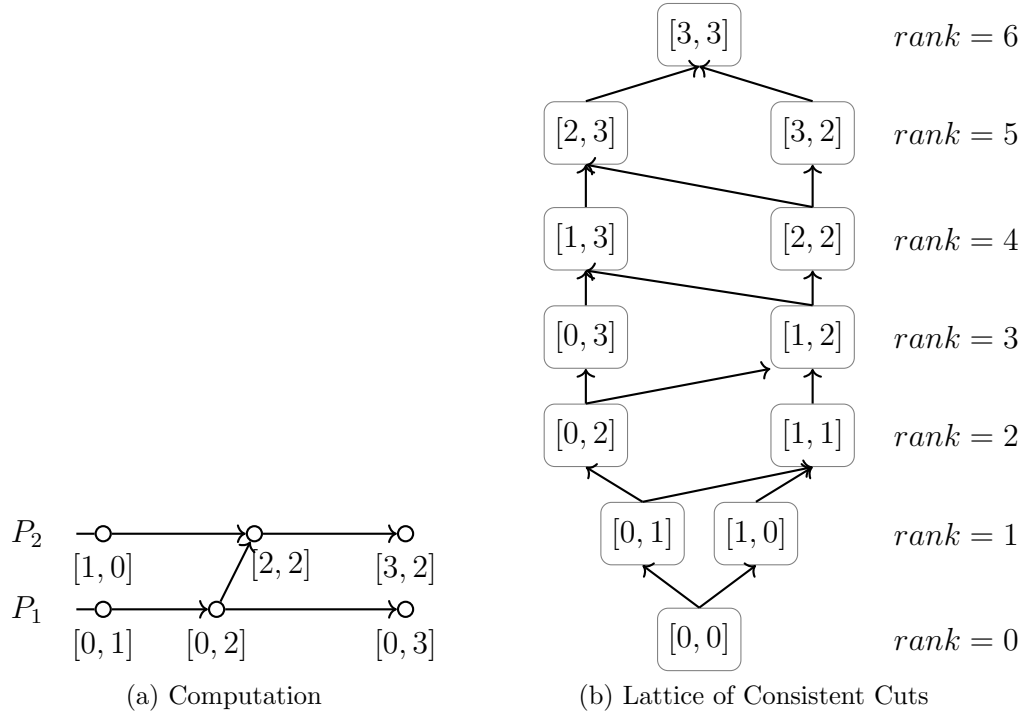 P₂
[1, 0]
[2, 2]
[3, 2]
P₁
[0, 1]
[0, 2]
[0, 3]
(a) Computation
[3, 3]
rank = 6
[2, 3]
[3, 2]
rank = 5
[1, 3]
[2, 2]
rank = 4
[0, 3]
[1, 2]
rank = 3
[0, 2]
[1, 1]
rank = 2
[0, 1]
[1, 0]
rank = 1
[0, 0]
rank = 0
(b) Lattice of Consistent Cuts